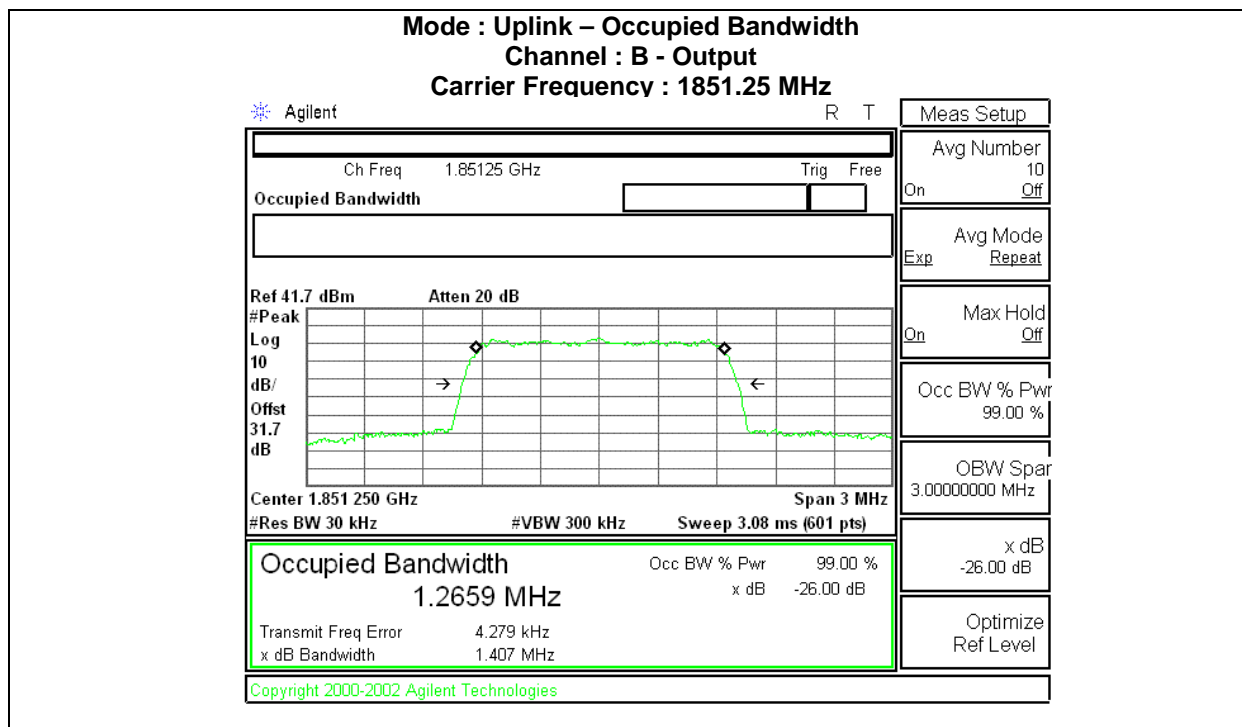 Mode : Uplink – Occupied Bandwidth
Channel : B - Output
Carrier Frequency : 1851.25 MHz
Agilent R T
Ch Freq 1.85125 GHz Trig Free
Occupied Bandwidth
Ref 41.7 dBm Atten 20 dB
#Peak
Log
10
dB/
Offst
31.7
dB
Center 1.851 250 GHz Span 3 MHz
#Res BW 30 kHz #VBW 300 kHz Sweep 3.08 ms (601 pts)
Occupied Bandwidth Occ BW % Pwr 99.00 %
1.2659 MHz x dB -26.00 dB
Transmit Freq Error 4.279 kHz
x dB Bandwidth 1.407 MHz
Copyright 2000-2002 Agilent Technologies
Meas Setup
Avg Number
10
On Off
Avg Mode
Exp Repeat
Max Hold
On Off
Occ BW % Pwr
99.00 %
OBW Span
3.00000000 MHz
x dB
-26.00 dB
Optimize
Ref Level